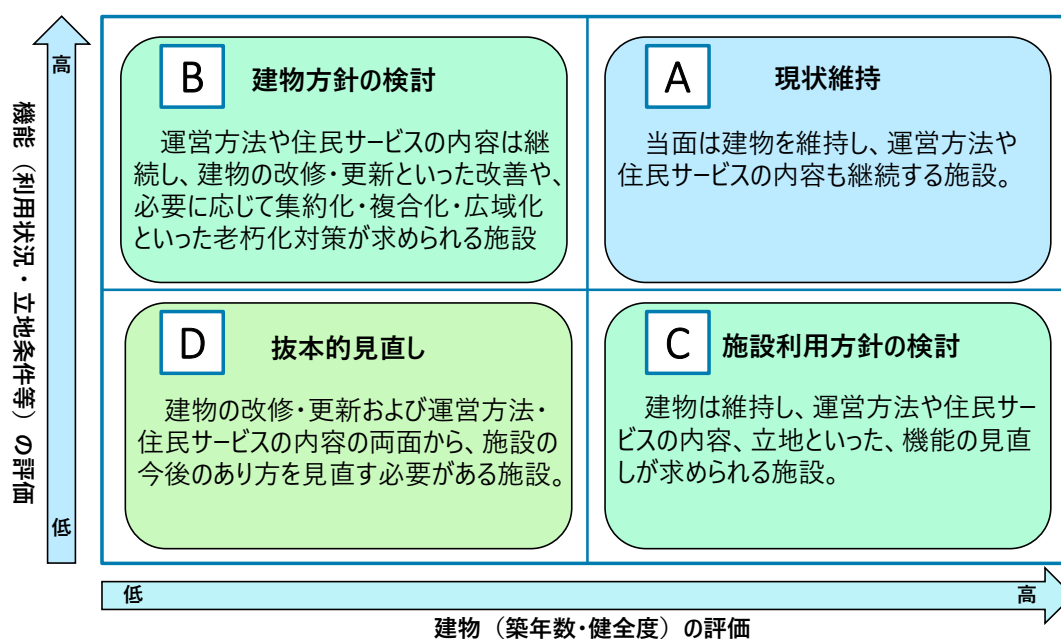 高
機能（利用状況・立地条件等）の評価
低
B
建物方針の検討
運営方法や住民サービスの内容は継
続し、建物の改修・更新といった改善や、
必要に応じて集約化・複合化・広域化
といった老朽化対策が求められる施設
A
現状維持
当面は建物を維持し、運営方法や
住民サービスの内容も継続する施設。
D
抜本的見直し
建物の改修・更新および運営方法・
住民サービスの内容の両面から、施設の
今後のあり方を見直す必要がある施設。
C
施設利用方針の検討
建物は維持し、運営方法や住民サー
ビスの内容、立地といった、機能の見直
しが求められる施設。
低
高
建物（築年数・健全度）の評価